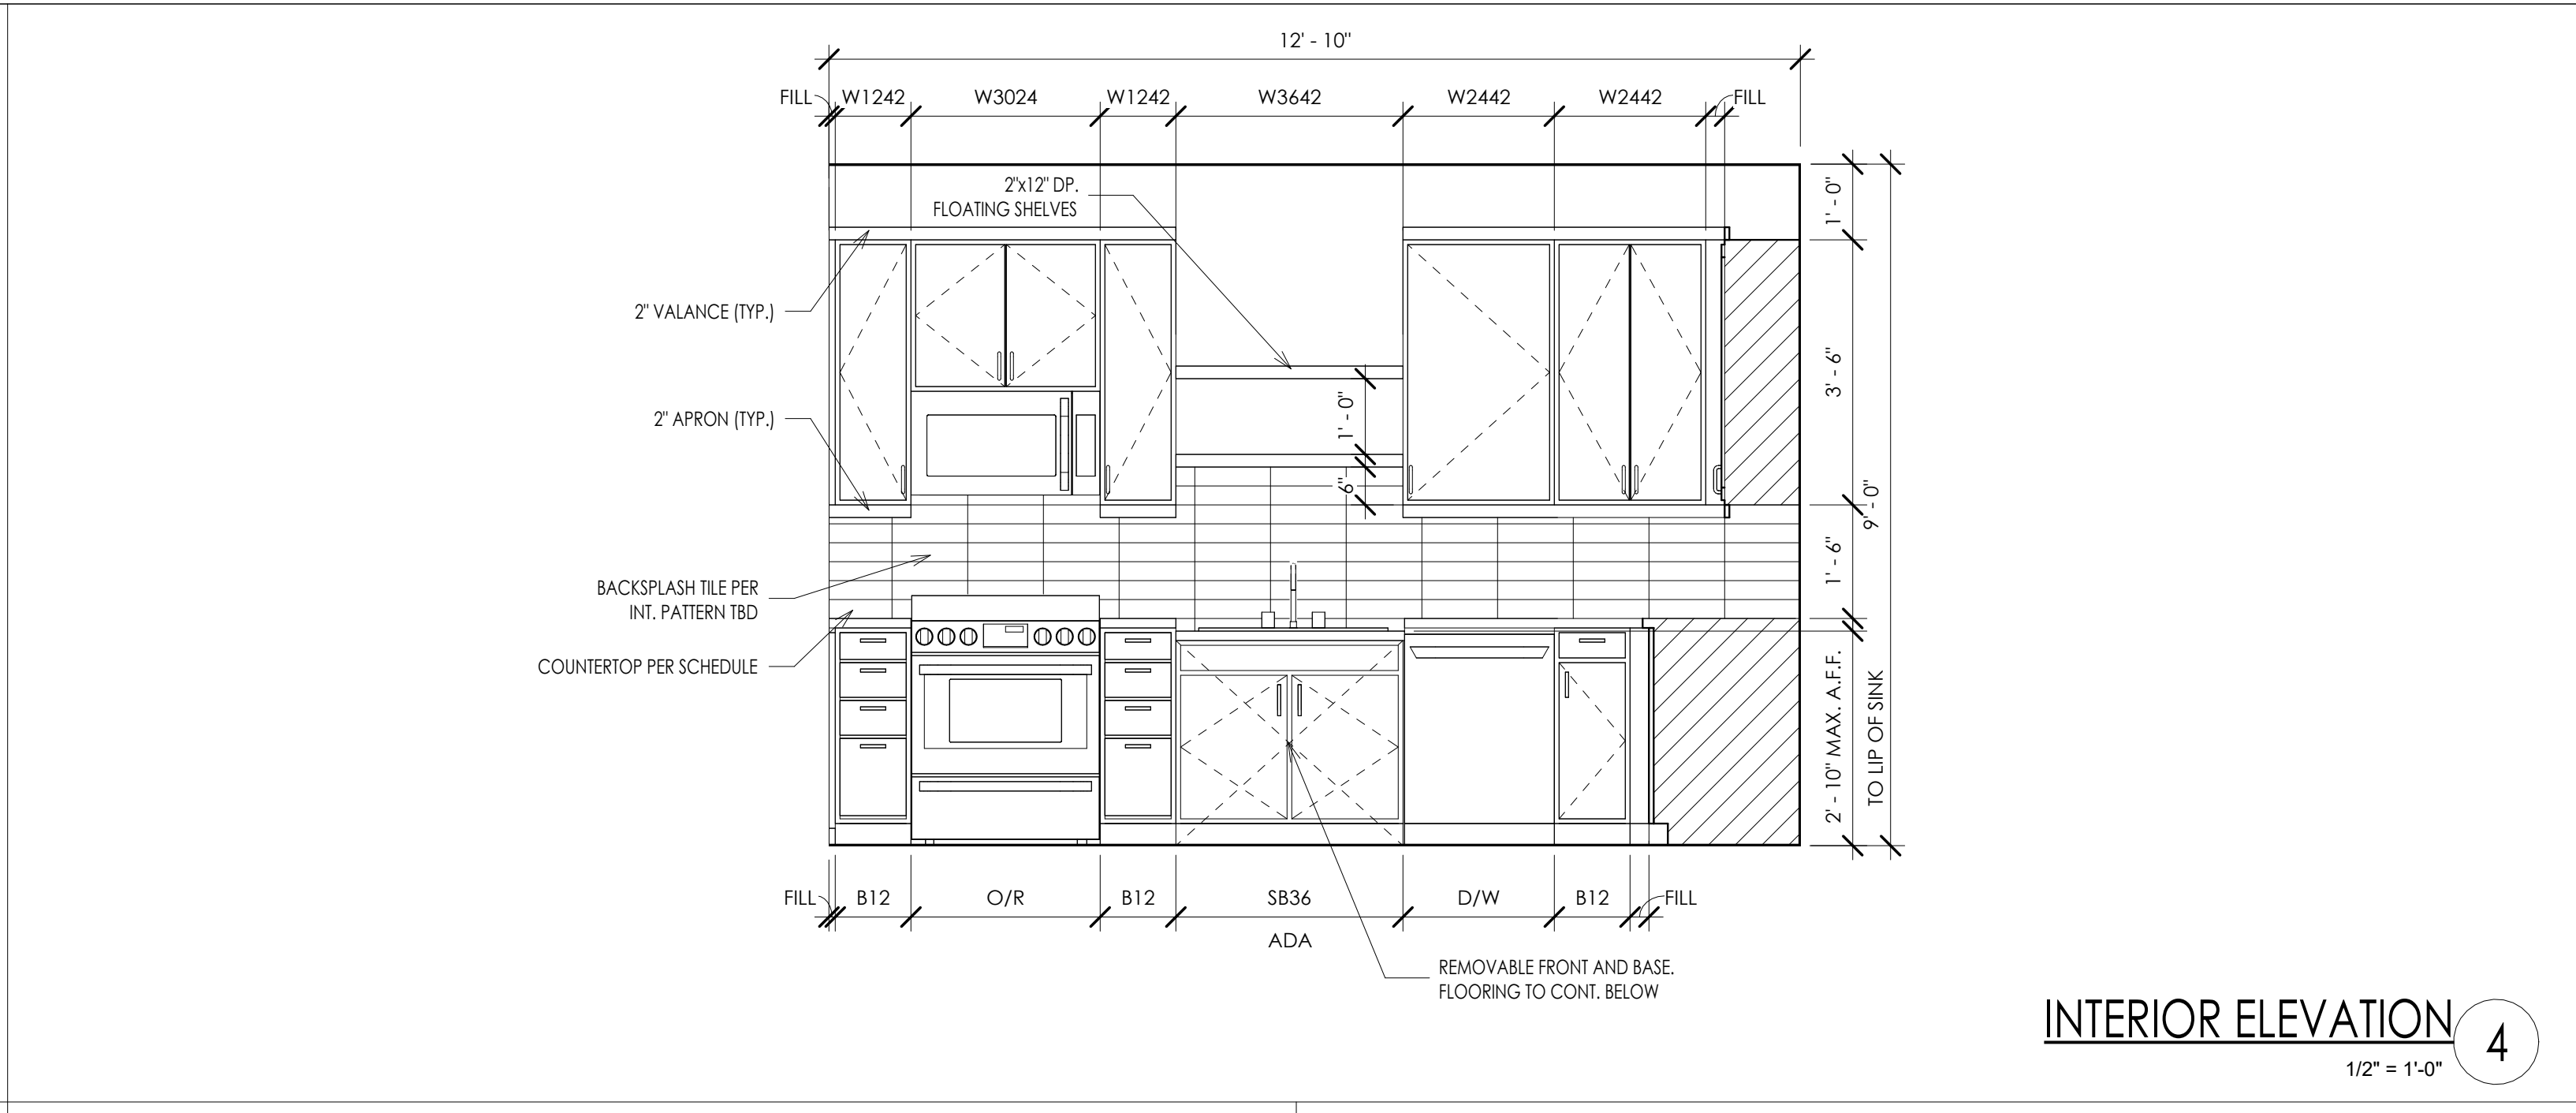 12' - 10"
FILL
W1242
W3024
W1242
W3642
W2442
W2442
FILL
2"x12" DP.
FLOATING SHELVES
2" VALANCE (TYP.)
2" APRON (TYP.)
BACKSPLASH TILE PER
INT. PATTERN TBD
COUNTERTOP PER SCHEDULE
1' - 0"
6"
1' - 0"
3' - 6"
1' - 6"
2' - 10" MAX. A.F.F.
TO LIP OF SINK
9' - 0"
FILL
B12
O/R
B12
SB36
D/W
B12
FILL
ADA
REMOVABLE FRONT AND BASE.
FLOORING TO CONT. BELOW
INTERIOR ELEVATION
4
1/2" = 1'-0"